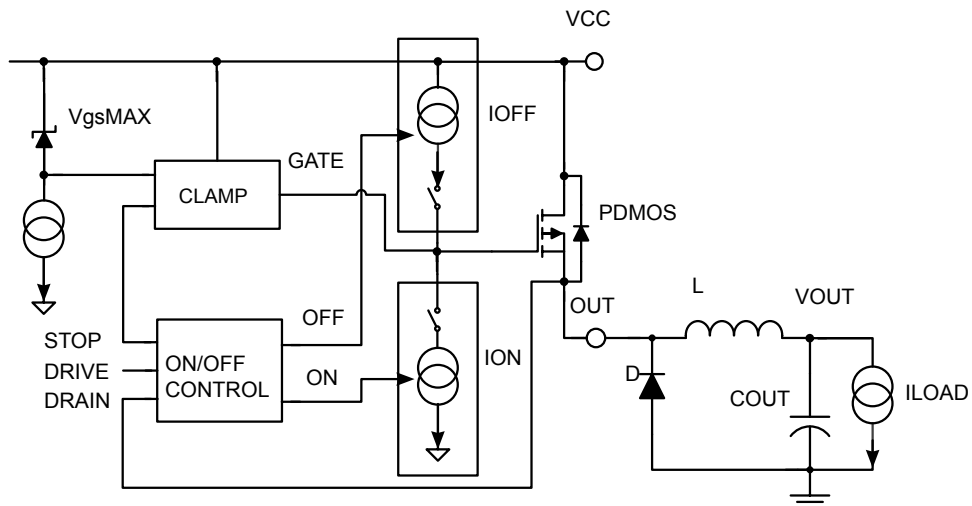 VCC
IOFF
VgsMAX
GATE
CLAMP
PDMOS
OUT
L
VOUT
OFF
STOP
DRIVE
DRAIN
ON/OFF
CONTROL
ON
ION
D
COUT
ILOAD